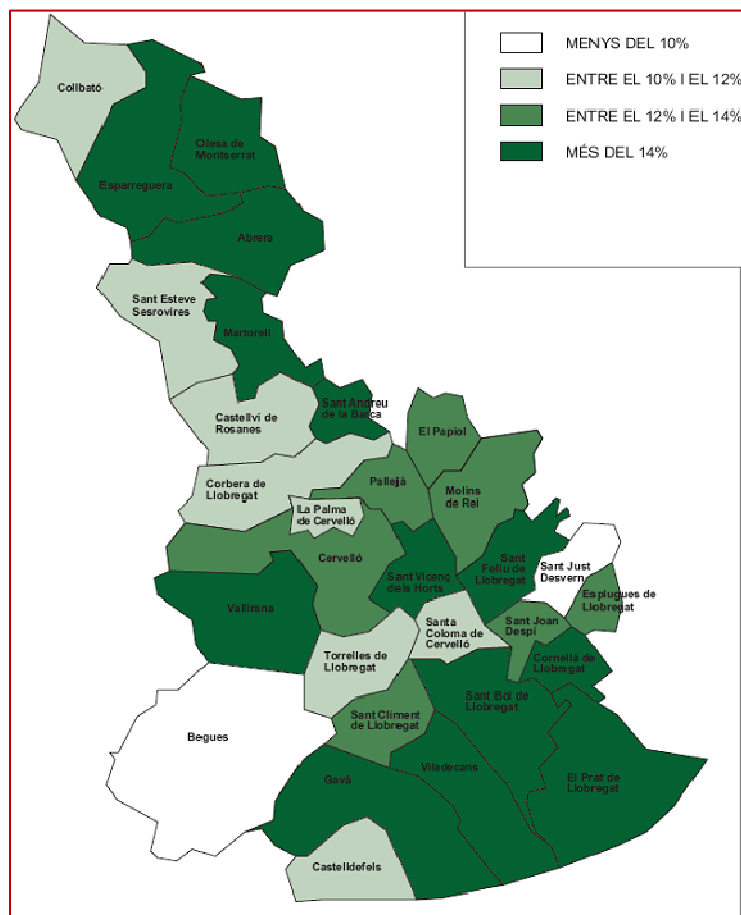 MENYS DEL 10%
ENTRE EL 10% I EL 12%
ENTRE EL 12% I EL 14%
MÉS DEL 14%
Collbató
Olesa de
Montserrat
Esparreguera
Abrera
Sant Esteve
Sesrovires
Martorell
Sant Andreu
de la Barca
Castellví de
Rosanes
El Papiol
Corbera de
Llobregat
Pallejà
Molins
de Rei
La Palma
de Cervelló
Cervelló
Sant Vicenç
dels Horts
Sant
Feliu de
Llobregat
Sant Just
Desvern
Esplugues de
Llobregat
Vallirana
Santa
Coloma de
Cervelló
Sant Joan
Despí
Torrelles de
Llobregat
Cornellà de
Llobregat
Sant Boi de
Llobregat
Sant Climent
de Llobregat
Begues
Viladecans
Gavà
El Prat de
Llobregat
Castelldefels